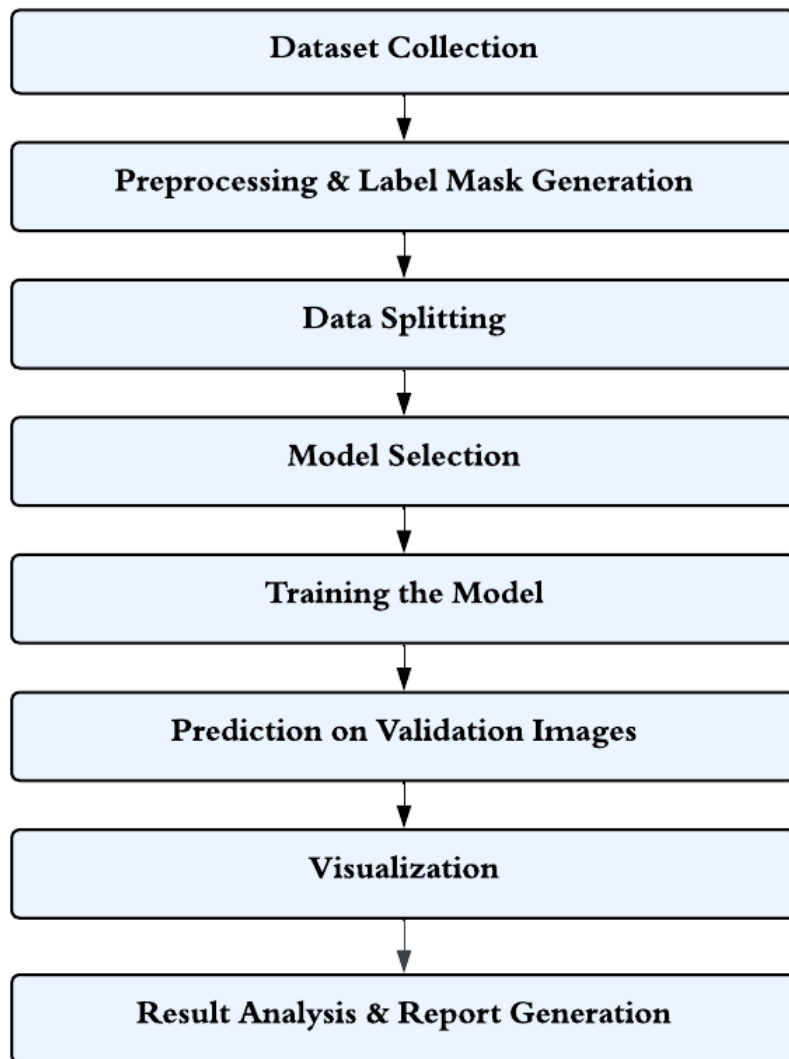 Dataset Collection
Preprocessing & Label Mask Generation
Data Splitting
Model Selection
Training the Model
Prediction on Validation Images
Visualization
Result Analysis & Report Generation